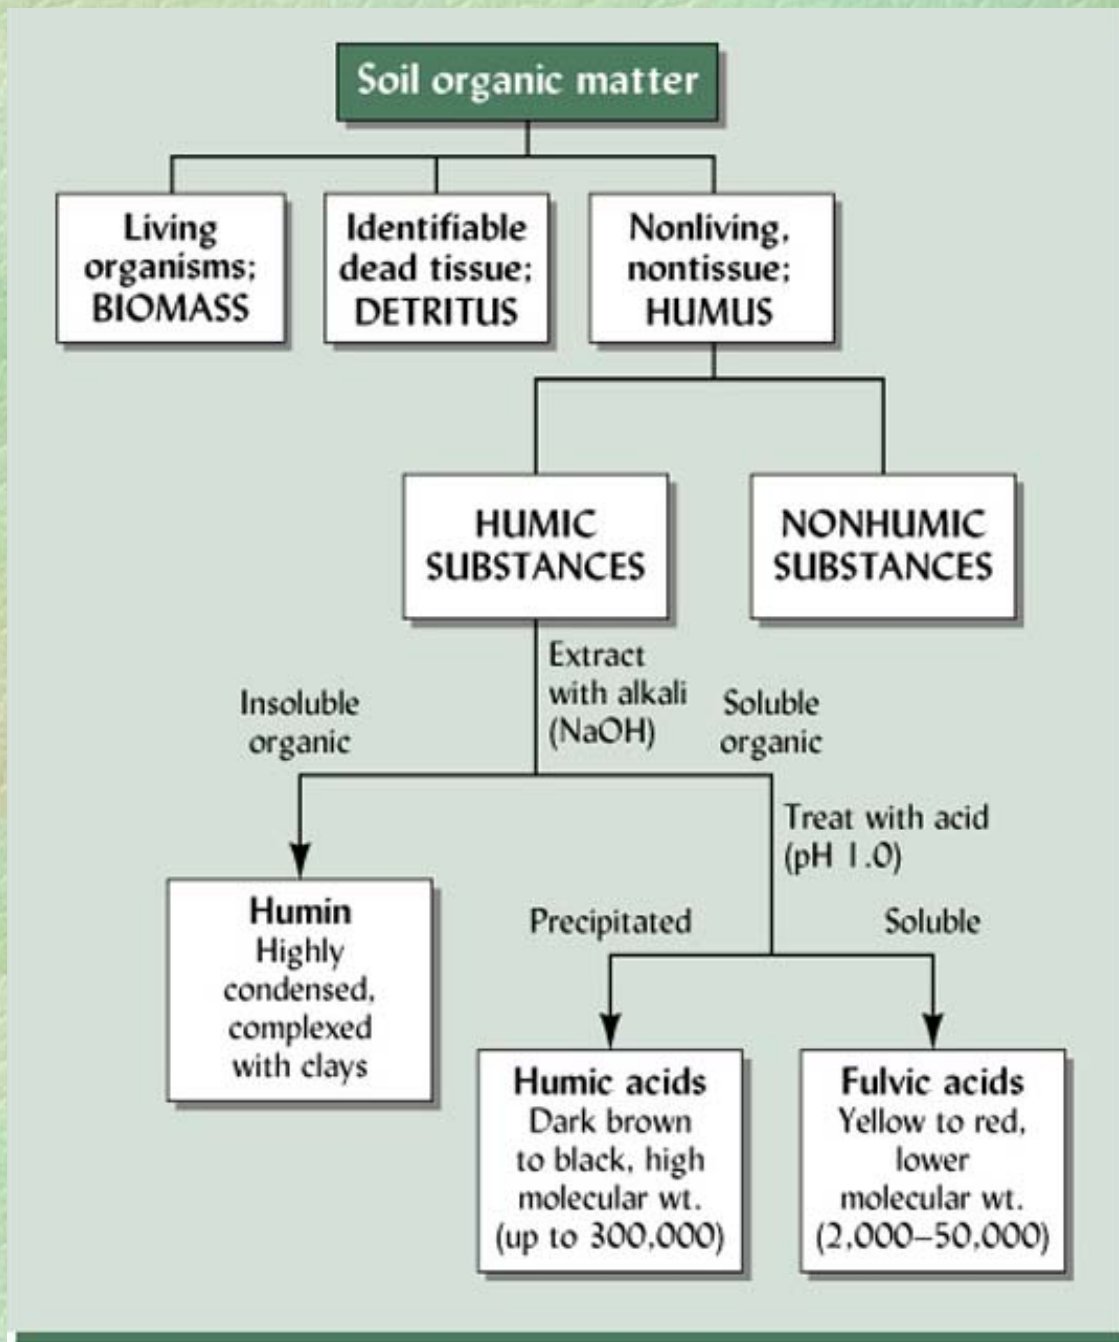 Soil organic matter
Living
organisms;
BIOMASS
Identifiable
dead tissue;
DETRITUS
Nonliving,
nontissue;
HUMUS
HUMIC
SUBSTANCES
NONHUMIC
SUBSTANCES
Extract
with alkali
(NaOH)
Insoluble
organic
Soluble
organic
Treat with acid
(pH 1.0)
Humin
Highly
condensed,
complexed
with clays
Precipitated
Soluble
Humic acids
Dark brown
to black, high
molecular wt.
(up to 300,000)
Fulvic acids
Yellow to red,
lower
molecular wt.
(2,000–50,000)